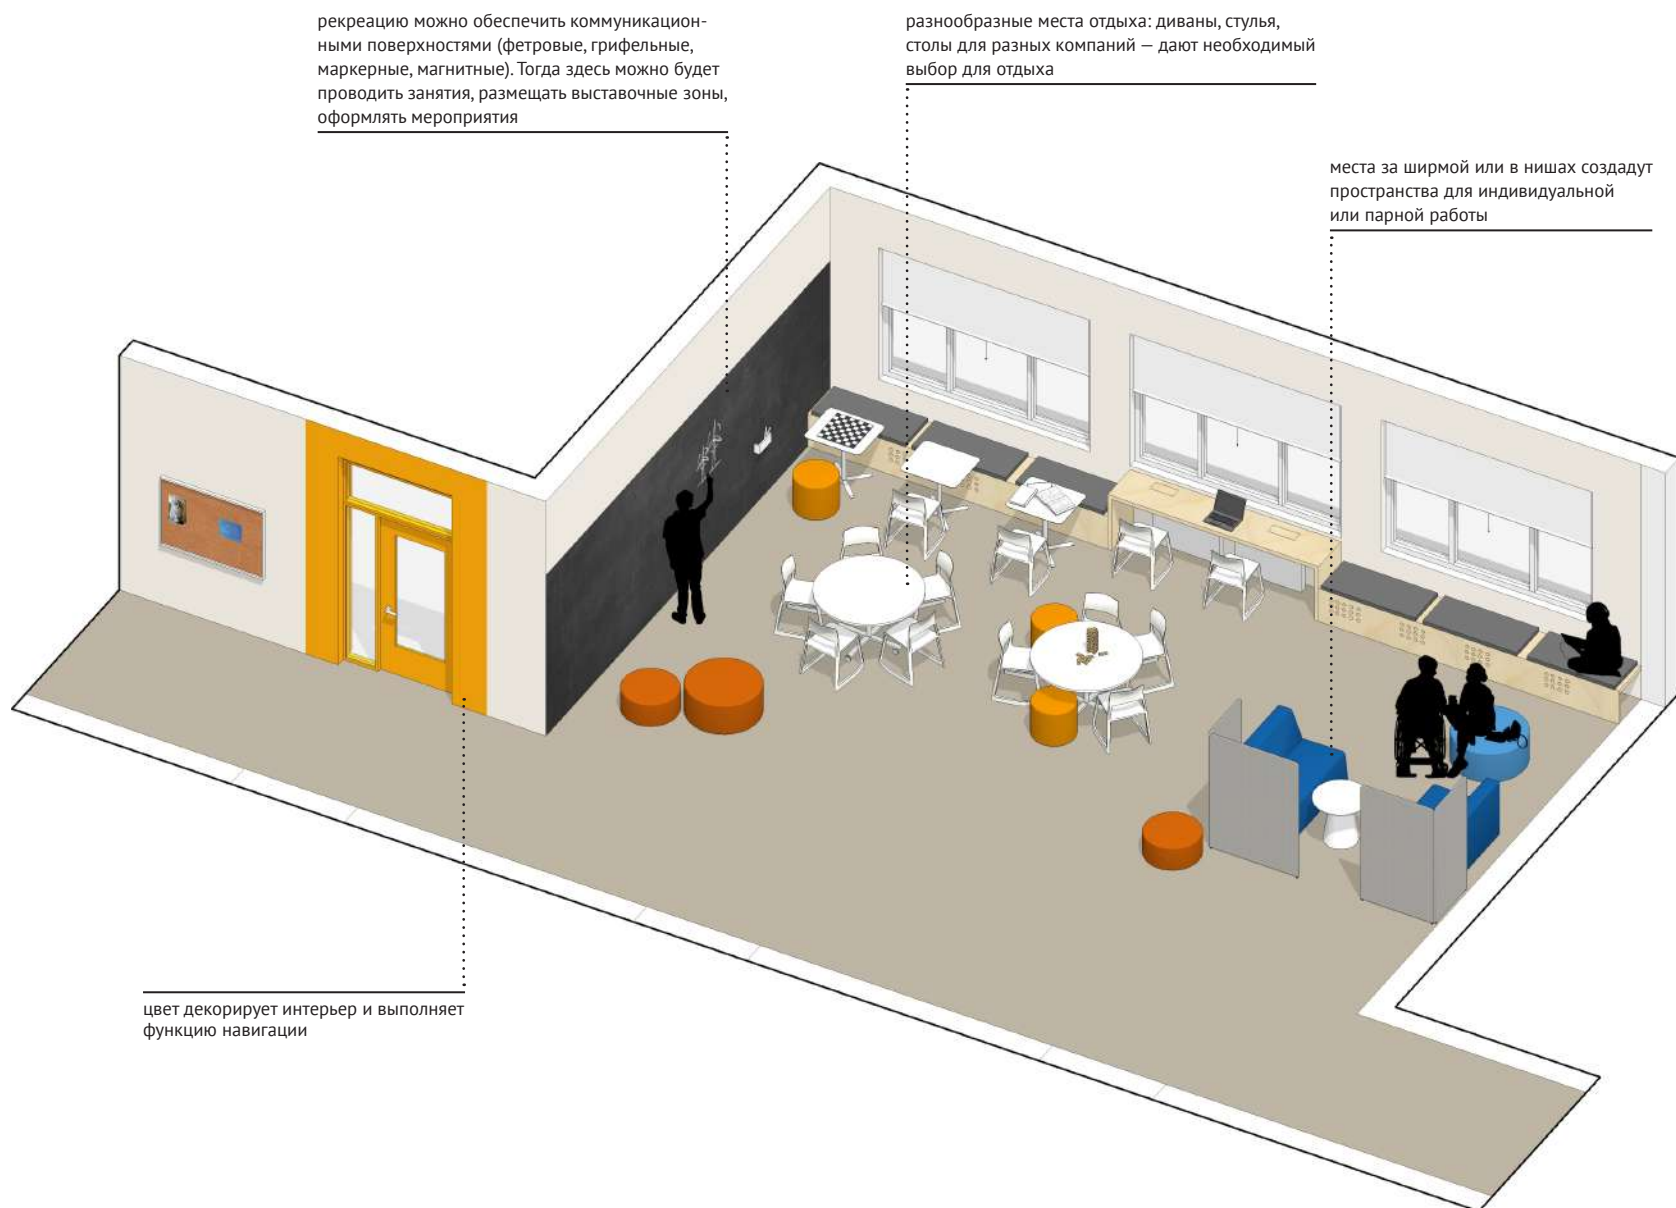 рекреацию можно обеспечить коммуникацион-
ными поверхностями (фетровые, грифельные,
маркерные, магнитные). Тогда здесь можно будет
проводить занятия, размещать выставочные зоны,
оформлять мероприятия
разнообразные места отдыха: диваны, стулья,
столы для разных компаний — дают необходимый
выбор для отдыха
места за ширмой или в нишах создадут
пространства для индивидуальной
или парной работы
цвет декорирует интерьер и выполняет
функцию навигации